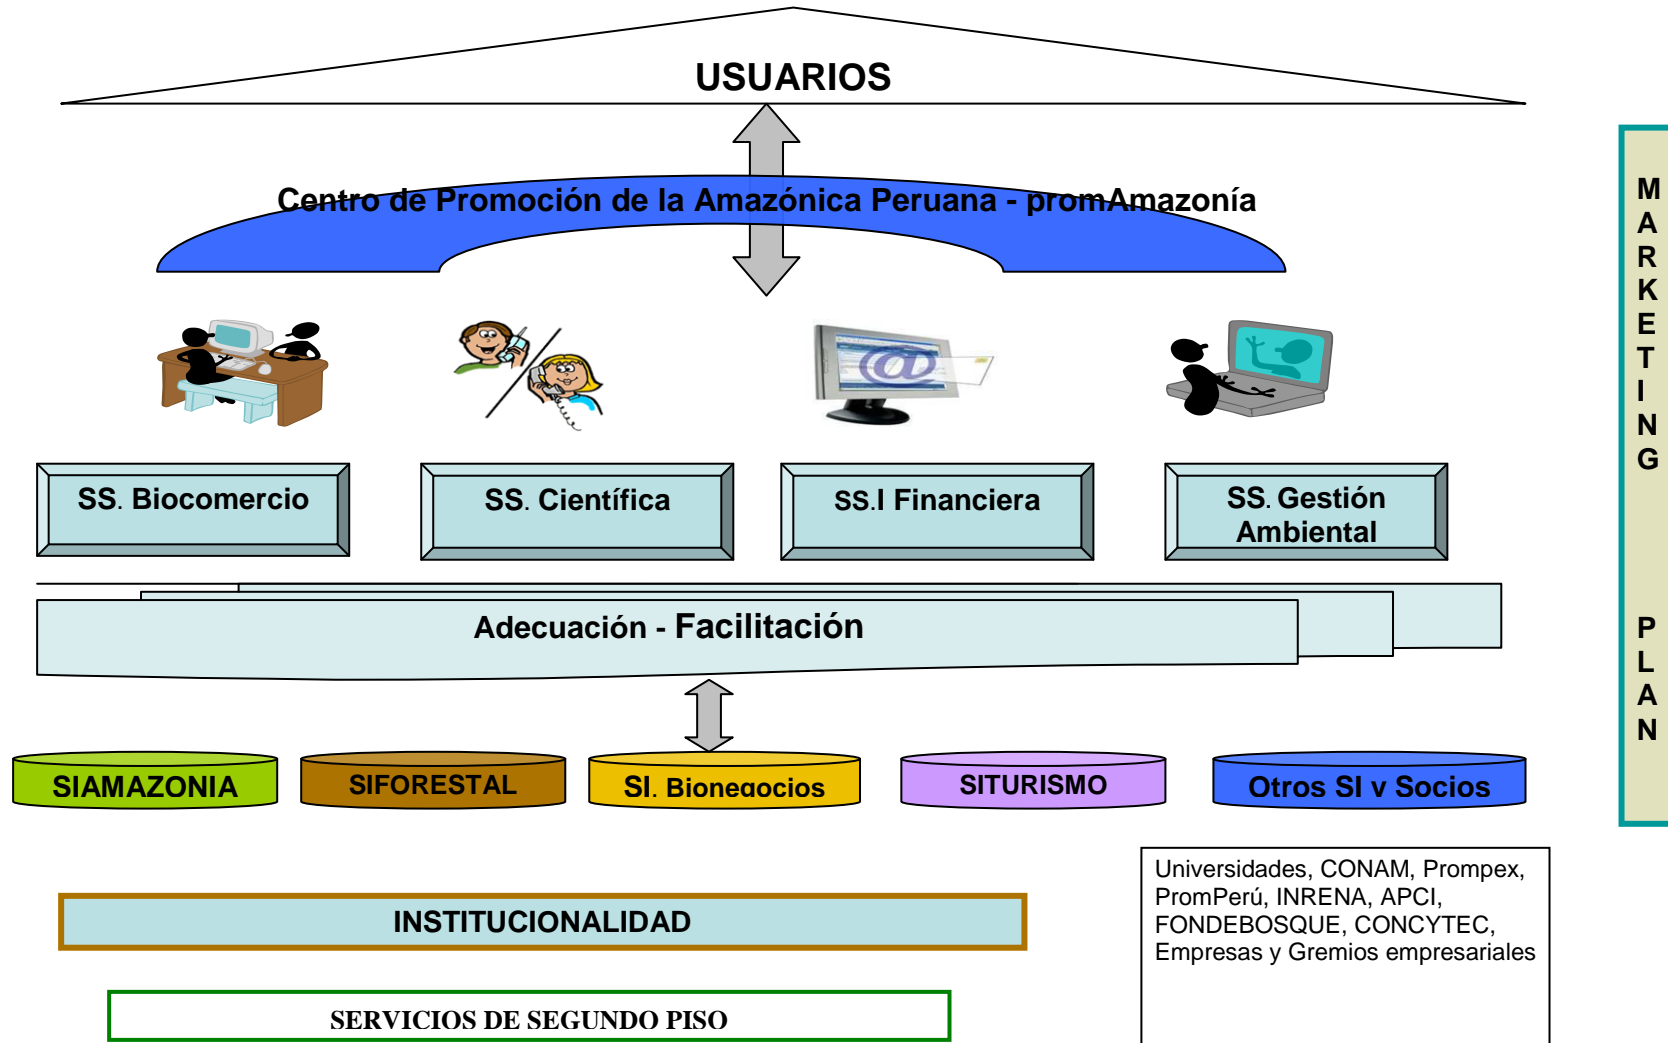 USUARIOS
Centro de Promoción de la Amazónica Peruana - promAmazonía
SS. Biocomercio
SS. Científica
SS.I Financiera
SS. Gestión
Ambiental
Adecuación - Facilitación
SIAMAZONIA
SIFORESTAL
SI. Bionegocios
SITURISMO
Otros SI y Socios
Universidades, CONAM, Prompex,
PromPerú, INRENA, APCI,
FONDEBOSQUE, CONCYTEC,
Empresas y Gremios empresariales
INSTITUCIONALIDAD
SERVICIOS DE SEGUNDO PISO
MARKETING
PLAN